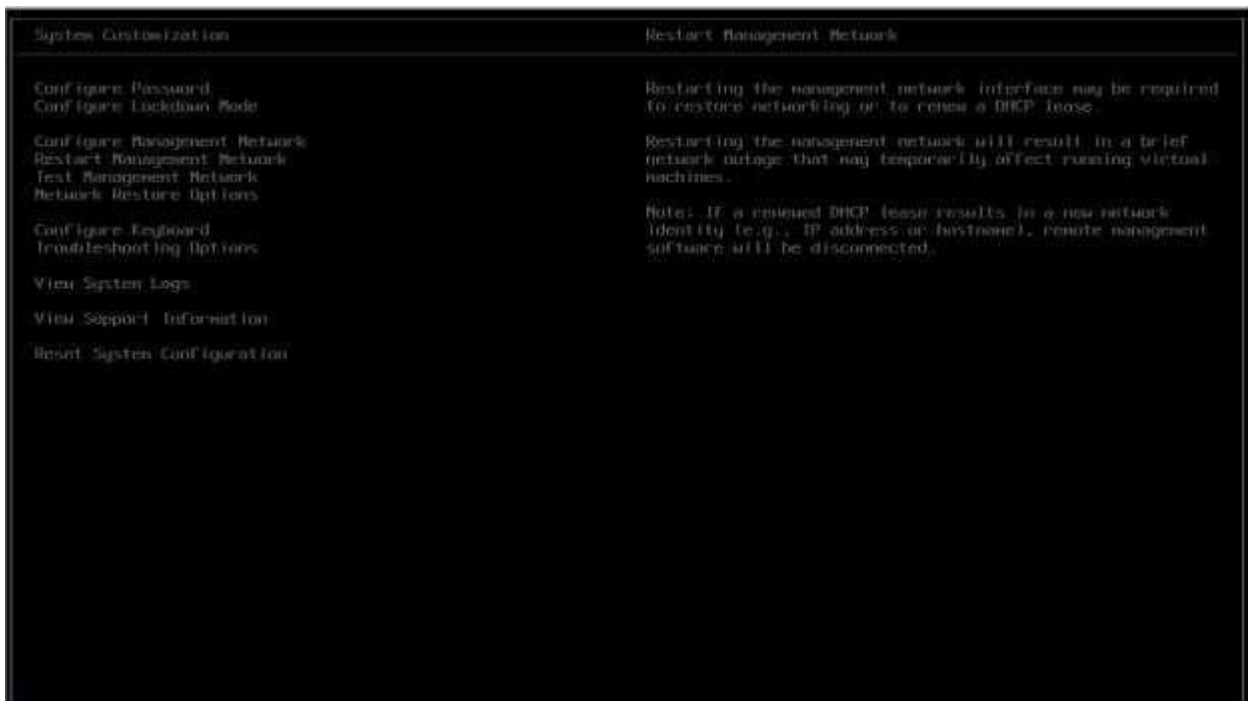 System Customization
Configure Password
Configure Lockdown Mode
Configure Management Network
Restart Management Network
Test Management Network
Network Restore Options
Configure Keyboard
Troubleshooting Options
View System Logs
View Support Information
Reset System Configuration
Restart Management Network
Restarting the management network interface may be required
to restore networking or to renew a DHCP lease.
Restarting the management network will result in a brief
network outage that may temporarily affect running virtual
machines.
Note: If a renewed DHCP lease results in a new network
identity (e.g., IP address or hostname), remote management
software will be disconnected.